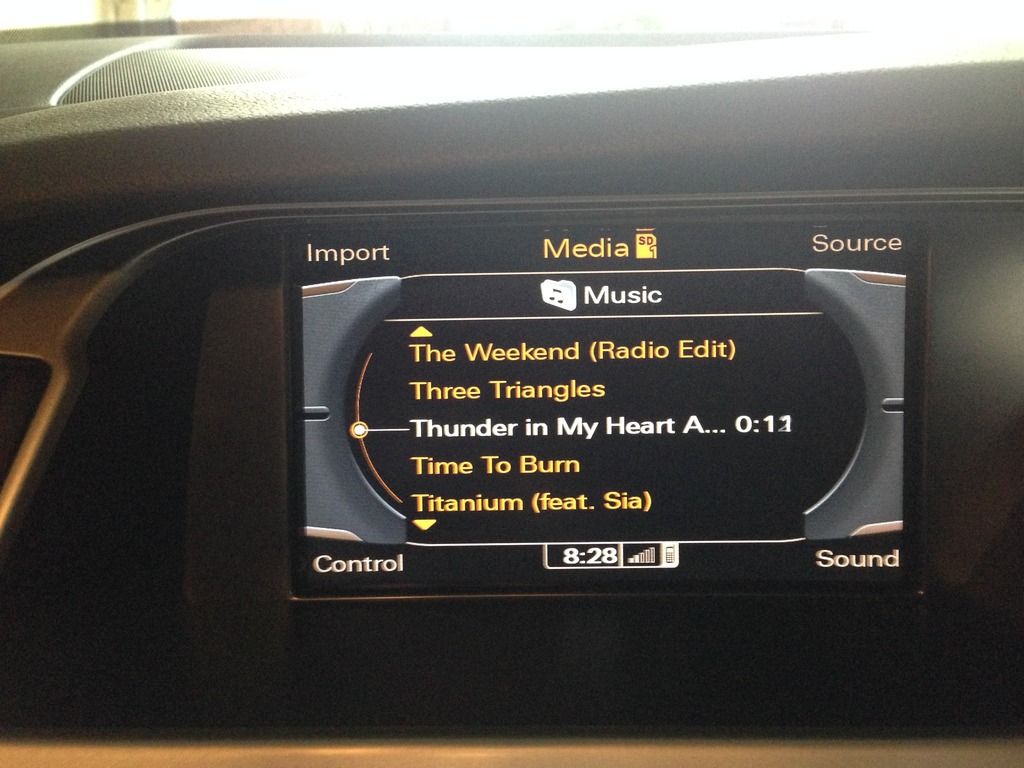 Import Media SD 1 Source
Music
The Weekend (Radio Edit)
Three Triangles
Thunder in My Heart A... 0:11
Time To Burn
Titanium (feat. Sia)
Control 8:28 Sound